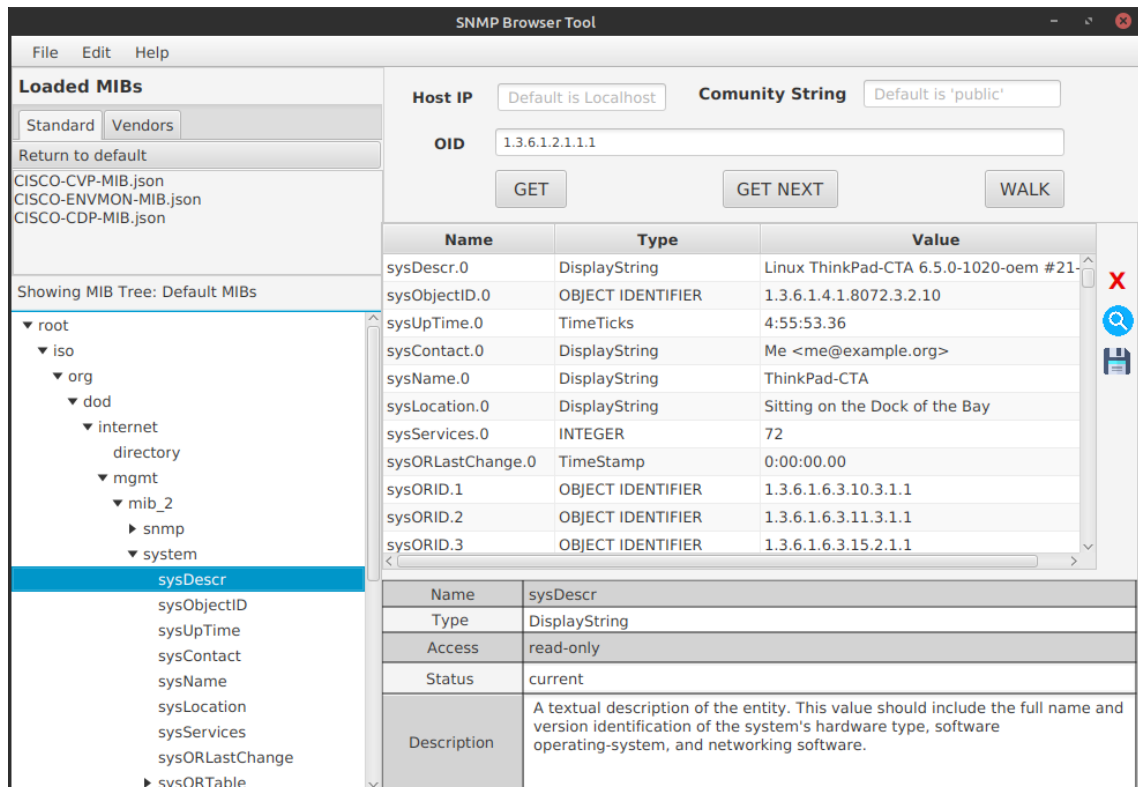 SNMP Browser Tool
File Edit Help
Loaded MIBs
Standard Vendors
Return to default
CISCO-CVP-MIB.json
CISCO-ENVMON-MIB.json
CISCO-CDP-MIB.json
Showing MIB Tree: Default MIBs
root
iso
org
dod
internet
directory
mgmt
mib_2
snmp
system
sysDescr
sysObjectID
sysUpTime
sysContact
sysName
sysLocation
sysServices
sysORLastChange
sysORTable
Host IP Default is Localhost Comunity String Default is 'public'
OID 1.3.6.1.2.1.1.1
GET GET NEXT WALK
Name Type Value
sysDescr.0 DisplayString Linux ThinkPad-CTA 6.5.0-1020-oem #21-
sysObjectID.0 OBJECT IDENTIFIER 1.3.6.1.4.1.8072.3.2.10
sysUpTime.0 TimeTicks 4:55:53.36
sysContact.0 DisplayString Me <me@example.org>
sysName.0 DisplayString ThinkPad-CTA
sysLocation.0 DisplayString Sitting on the Dock of the Bay
sysServices.0 INTEGER 72
sysORLastChange.0 TimeStamp 0:00:00.00
sysORID.1 OBJECT IDENTIFIER 1.3.6.1.6.3.10.3.1.1
sysORID.2 OBJECT IDENTIFIER 1.3.6.1.6.3.11.3.1.1
sysORID.3 OBJECT IDENTIFIER 1.3.6.1.6.3.15.2.1.1
X
Name sysDescr
Type DisplayString
Access read-only
Status current
Description
A textual description of the entity. This value should include the full name and
version identification of the system's hardware type, software
operating-system, and networking software.